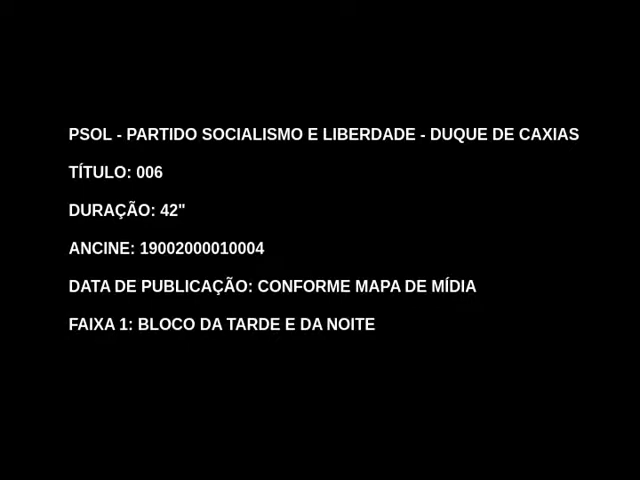 PSOL - PARTIDO SOCIALISMO E LIBERDADE - DUQUE DE CAXIAS
TÍTULO: 006
DURAÇÃO: 42"
ANCINE: 19002000010004
DATA DE PUBLICAÇÃO: CONFORME MAPA DE MÍDIA
FAIXA 1: BLOCO DA TARDE E DA NOITE